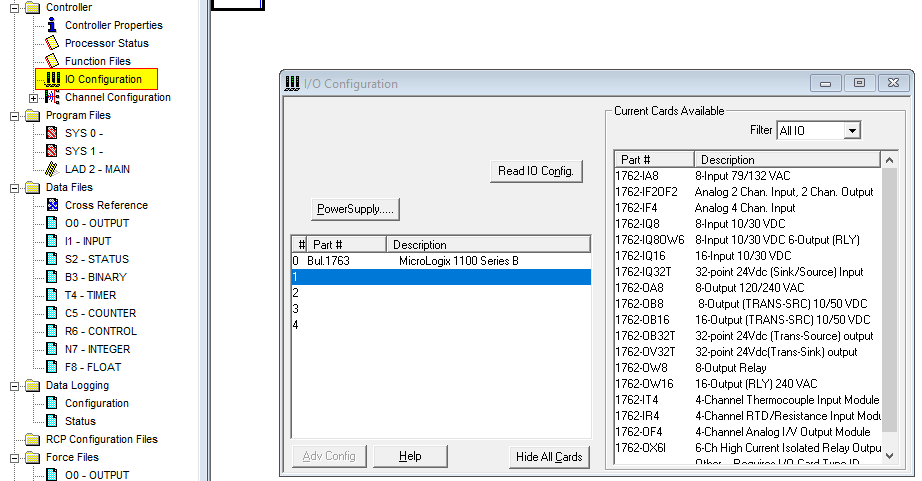 Controller
Controller Properties
Processor Status
Function Files
IO Configuration
Channel Configuration
Program Files
SYS 0 -
SYS 1 -
LAD 2 - MAIN
Data Files
Cross Reference
O0 - OUTPUT
I1 - INPUT
S2 - STATUS
B3 - BINARY
T4 - TIMER
C5 - COUNTER
R6 - CONTROL
N7 - INTEGER
F8 - FLOAT
Data Logging
Configuration
Status
RCP Configuration Files
Force Files
O0 - OUTPUT
I/O Configuration
Read IO Config.
PowerSupply.....
# Part # Description
0 Bul.1763 MicroLogix 1100 Series B
1
2
3
4
Adv Config Help Hide All Cards
Current Cards Available
Filter All IO
Part # Description
1762-IA8 8-Input 79/132 VAC
1762-IF2OF2 Analog 2 Chan. Input, 2 Chan. Output
1762-IF4 Analog 4 Chan. Input
1762-IQ8 8-Input 10/30 VDC
1762-IQ8OW6 8-Input 10/30 VDC 6-Output (RLY)
1762-IQ16 16-Input 10/30 VDC
1762-IQ32T 32-point 24Vdc (Sink/Source) Input
1762-OA8 8-Output 120/240 VAC
1762-OB8 8-Output (TRANS-SRC) 10/50 VDC
1762-OB16 16-Output (TRANS-SRC) 10/50 VDC
1762-OB32T 32-point 24Vdc (Trans-Source) output
1762-OV32T 32-point 24Vdc(Trans-Sink) output
1762-OW8 8-Output Relay
1762-OW16 16-Output (RLY) 240 VAC
1762-IT4 4-Channel Thermocouple Input Module
1762-IR4 4-Channel RTD/Resistance Input Modu
1762-OF4 4-Channel Analog I/V Output Module
1762-OX6I 6-Ch High Current Isolated Relay Outpu
Other -- Requires I/O Card Type ID